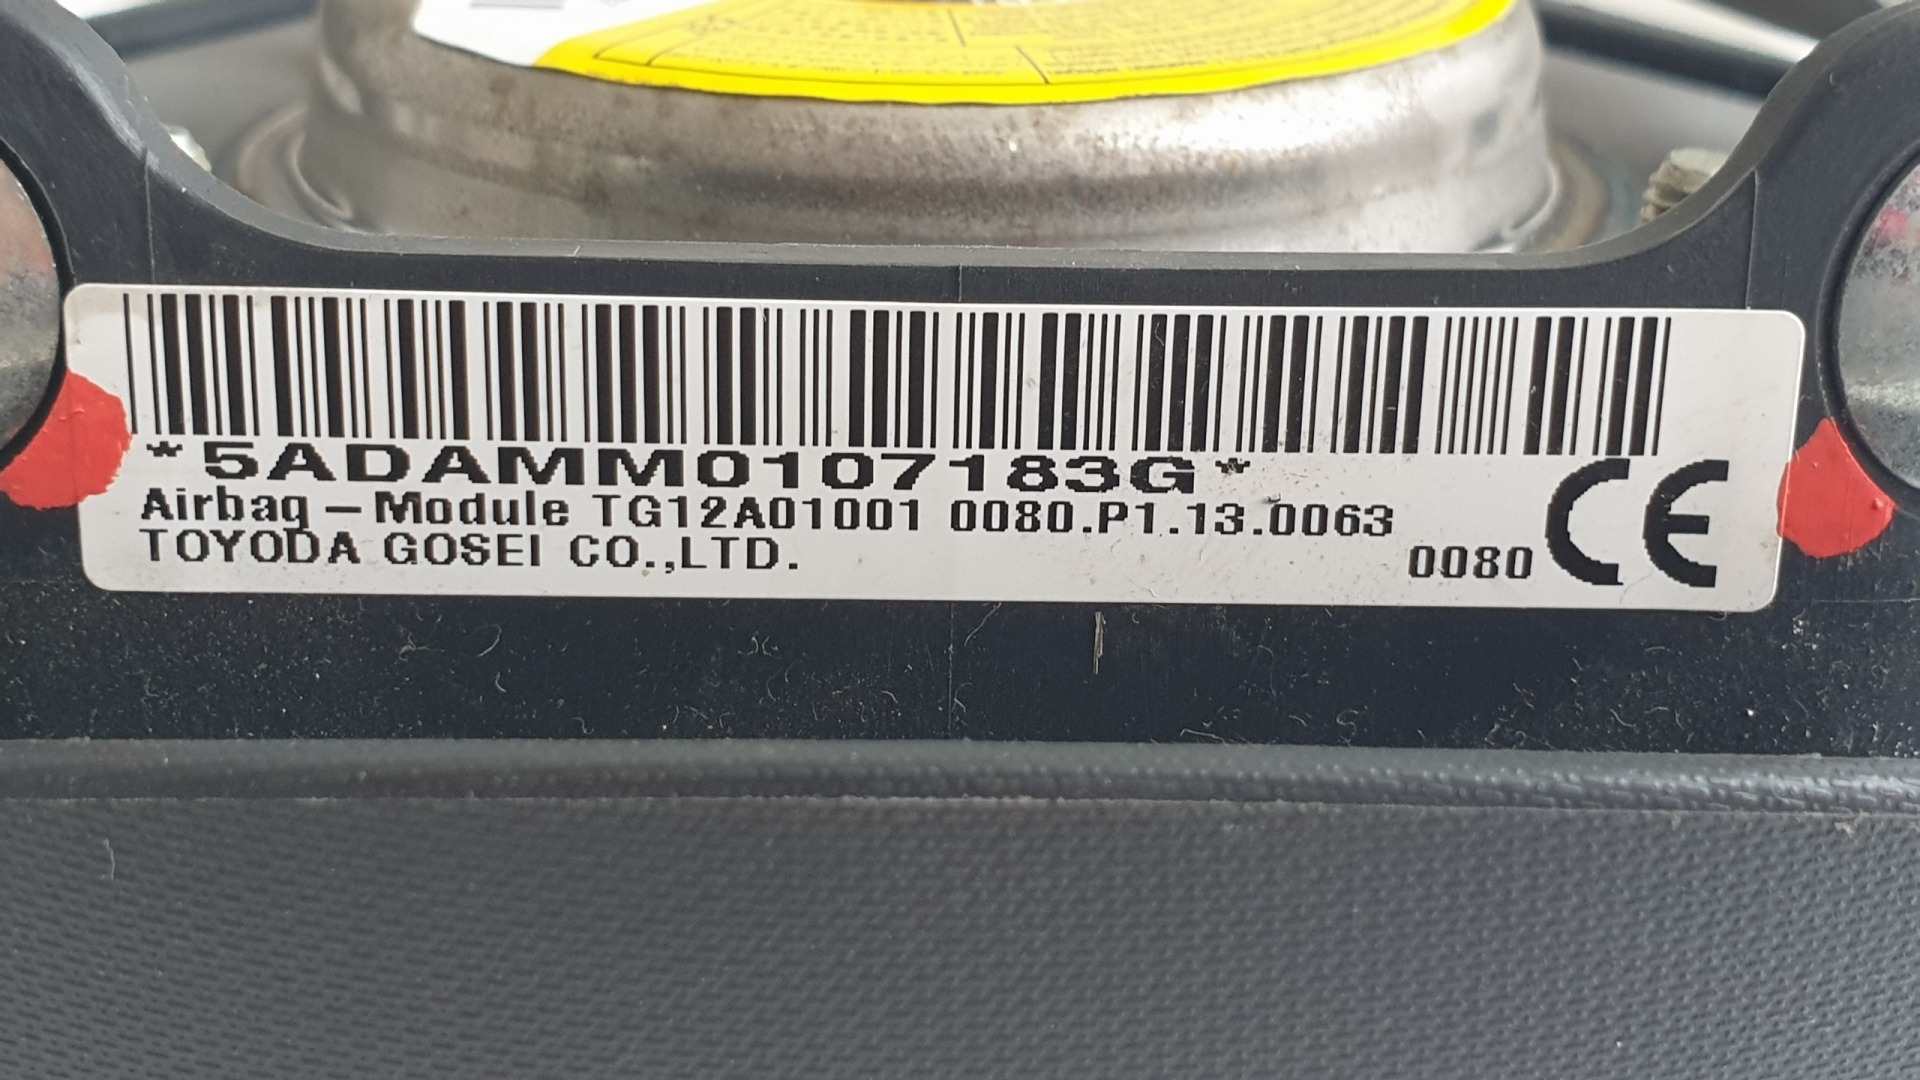 *5ADAMM0107183G*
Airbag-Module TG12A01001 0080.P1.13.0063
TOYODA GOSEI CO.,LTD.
0080 CE